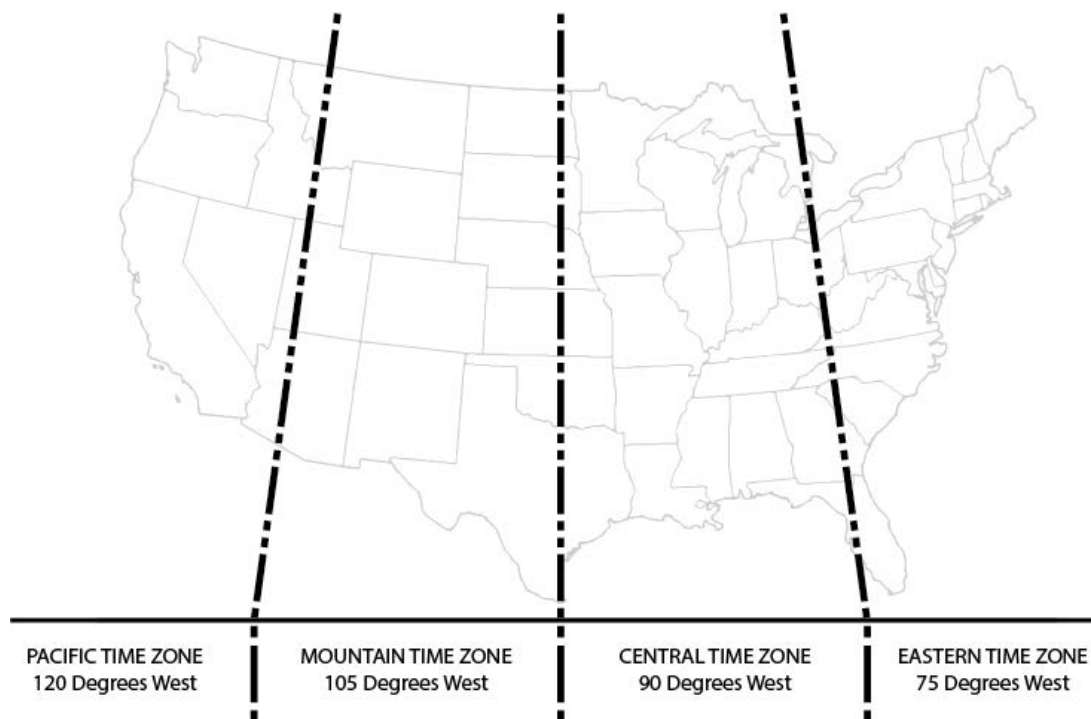 PACIFIC TIME ZONE
120 Degrees West
MOUNTAIN TIME ZONE
105 Degrees West
CENTRAL TIME ZONE
90 Degrees West
EASTERN TIME ZONE
75 Degrees West